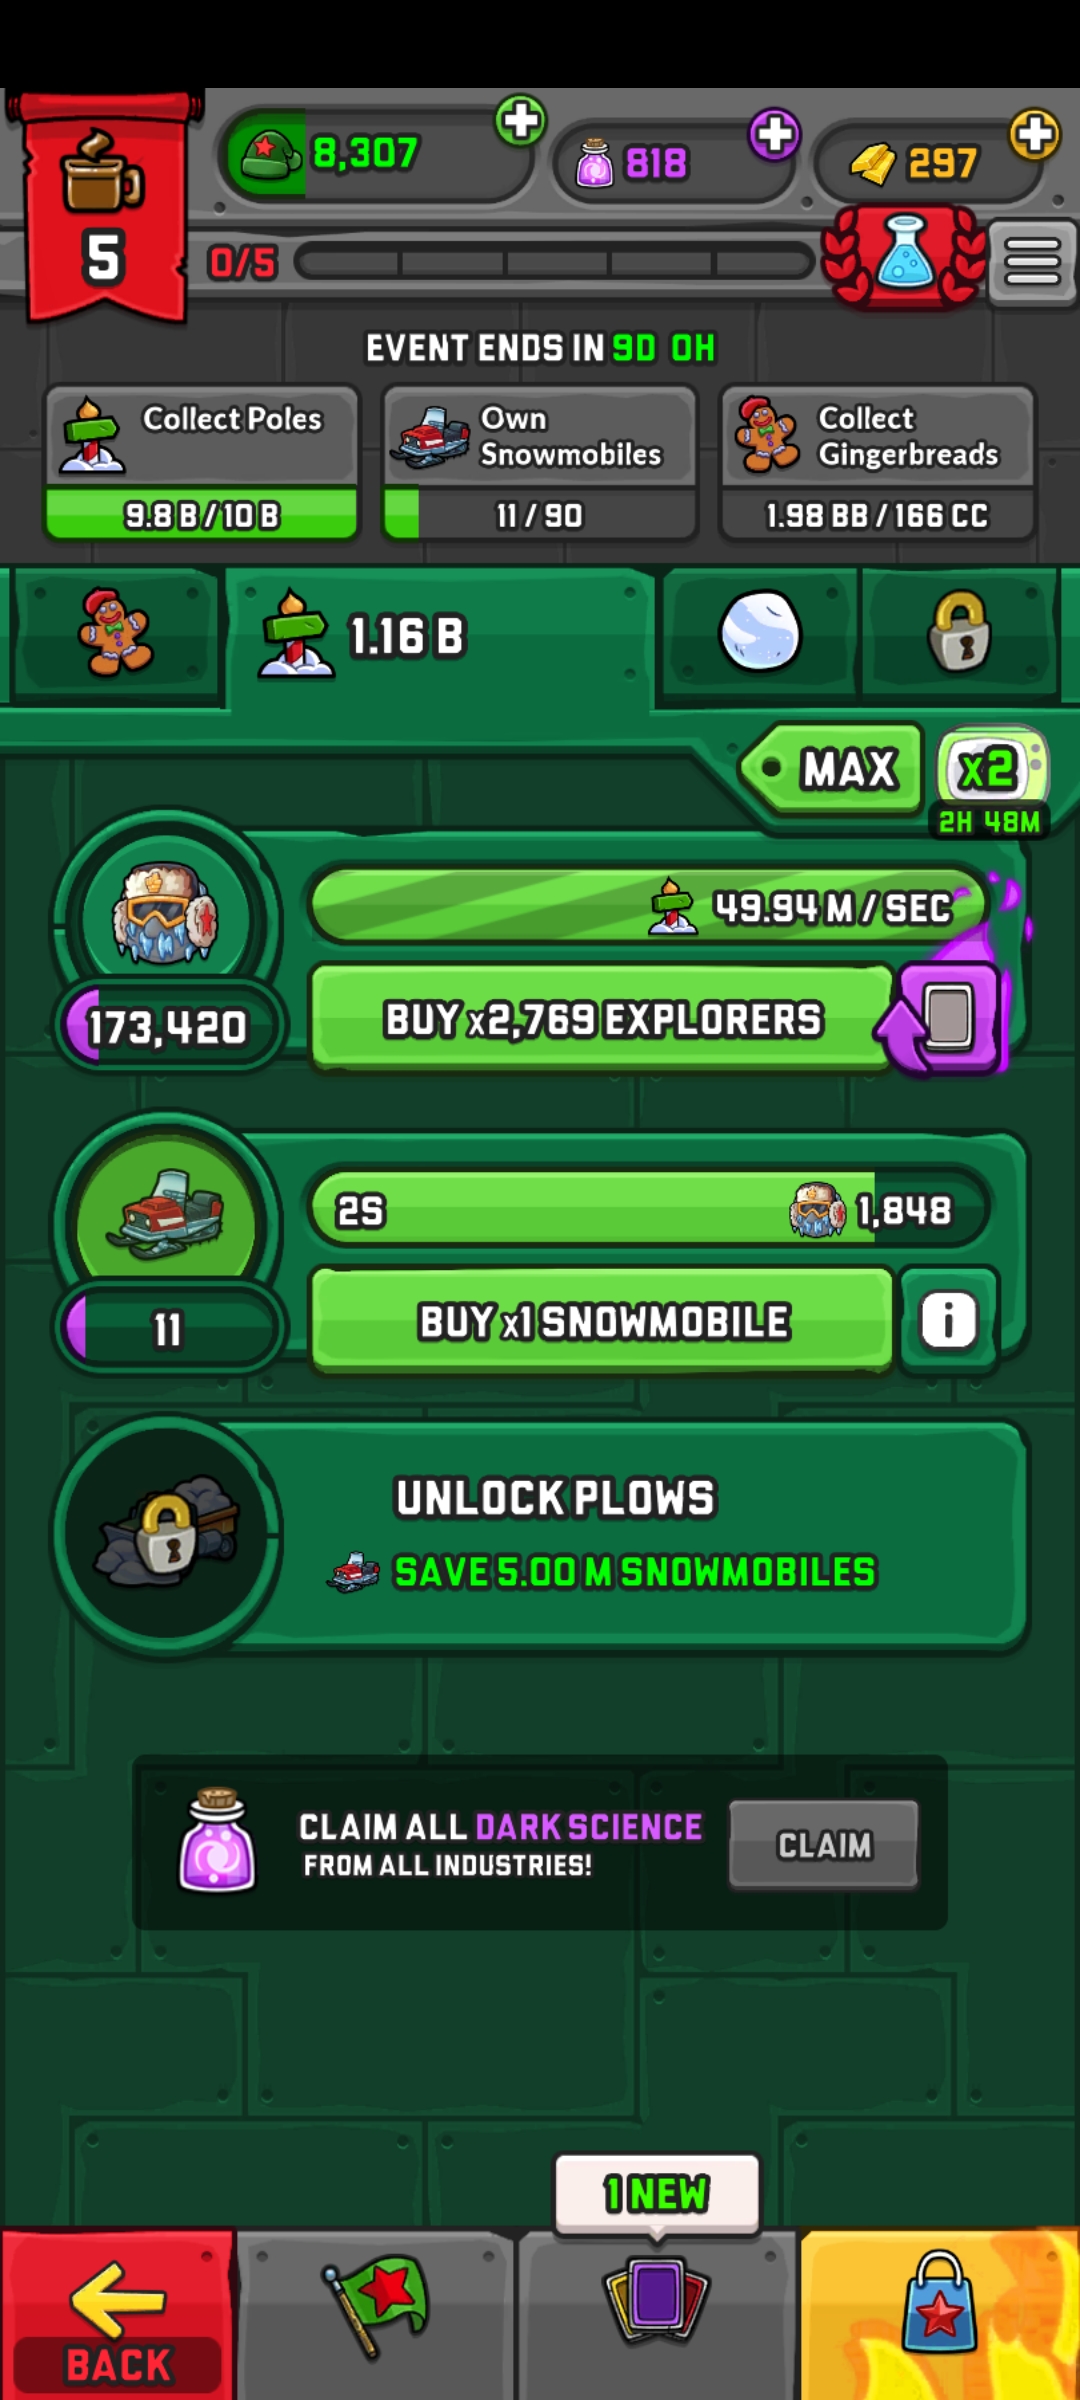 8,307
818
297
5
0/5
EVENT ENDS IN 9D 0H
Collect Poles
9.8 B / 10 B
Own
Snowmobiles
11 / 90
Collect
Gingerbreads
1.98 BB / 166 CC
1.16 B
MAX
x2
2H 48M
49.94 M / SEC
173,420
BUY x2,769 EXPLORERS
2S
1,848
11
BUY x1 SNOWMOBILE
i
UNLOCK PLOWS
SAVE 5.00 M SNOWMOBILES
CLAIM ALL DARK SCIENCE
FROM ALL INDUSTRIES!
CLAIM
1 NEW
BACK